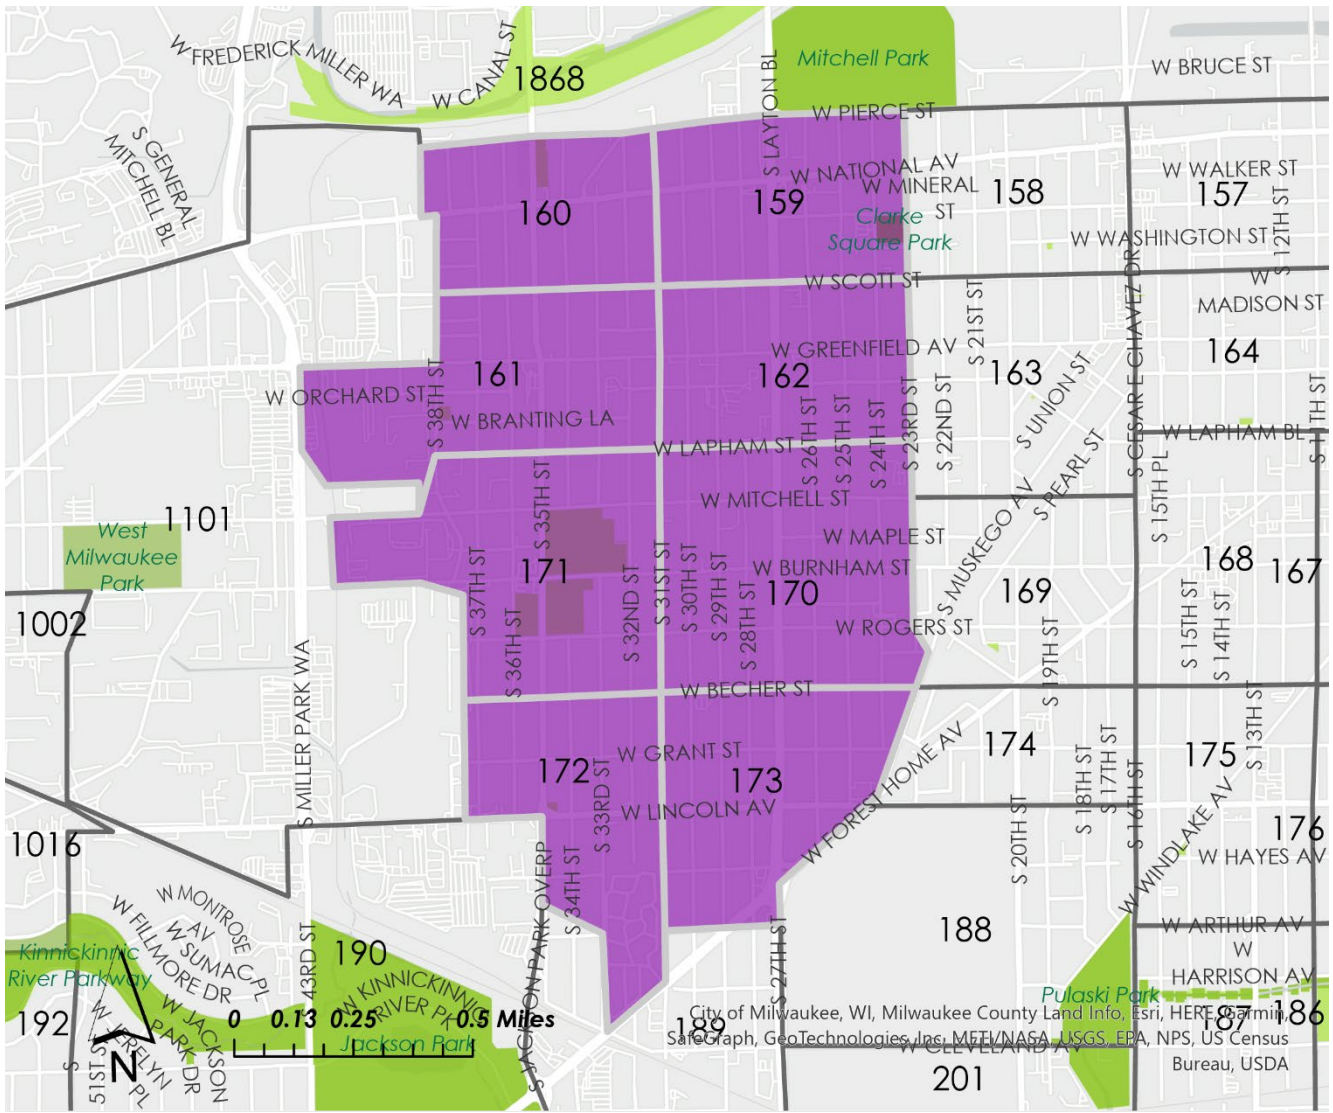 W FREDERICK MILLER WA
W CANAL ST
1868
S LAYTON BL
Mitchell Park
W BRUCE ST
W PIERCE ST
S GENERAL
MITCHELL BL
W NATIONAL AV
W MINERAL
ST
W WALKER ST
160
159
158
157
Clarke
Square Park
W WASHINGTON ST
S 12TH ST
W SCOTT ST
W
MADISON ST
S CESAR E CHAVEZ DR
S 21ST ST
W GREENFIELD AV
161
162
163
164
W ORCHARD ST
S 38TH ST
W BRANTING LA
S UNION ST
S 11TH ST
S 26TH ST
S 25TH ST
S 24TH ST
S 23RD ST
S 22ND ST
W LAPHAM ST
W LAPHAM BL
S PEARL ST
S 15TH PL
W MITCHELL ST
S 35TH ST
1101
West
Milwaukee
Park
W MAPLE ST
S MUSKEGO AV
171
W BURNHAM ST
170
169
168
167
S 37TH ST
S 36TH ST
S 32ND ST
S 31ST ST
S 30TH ST
S 29TH ST
S 28TH ST
1002
W ROGERS ST
S 19TH ST
S 15TH ST
S 14TH ST
W BECHER ST
S MILLER PARK WA
S 13TH ST
W GRANT ST
172
173
174
175
S 33RD ST
W LINCOLN AV
W FOREST HOME AV
S 18TH ST
S 17TH ST
S 16TH ST
S 20TH ST
W WINDLAKE AV
1016
176
W HAYES AV
S 34TH ST
W MONTROSE
AV
W SUMAC PL
W FILLMORE DR
S 43RD ST
190
S JACKSON PARK OVERP
S 27TH ST
188
W ARTHUR AV
W
HARRISON AV
Kinnickinnic
River Parkway
W KINNICKINNIC
RIVER PK
Jackson Park
W JACKSON
PARK DR
W JERELYN
PL
S
51ST ST
192
N
0 0.13 0.25 0.5 Miles
189
Pulaski Park
187
186
W CLEVELAND AV
201
City of Milwaukee, WI, Milwaukee County Land Info, Esri, HERE, Garmin,
SafeGraph, GeoTechnologies, Inc, METI/NASA, USGS, EPA, NPS, US Census
Bureau, USDA